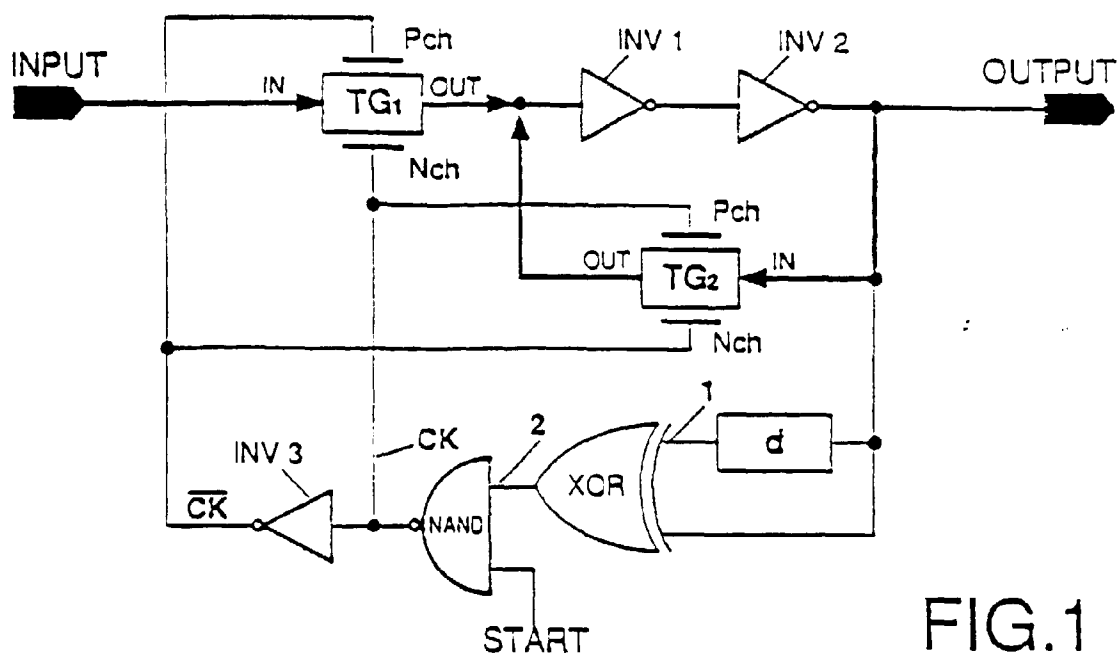 INPUT
Pch
IN
TG1
OUT
Nch
INV 1
INV 2
OUTPUT
Pch
OUT
TG2
IN
Nch
1
d
2
XOR
CK
INV 3
CK
NAND
START
FIG.1